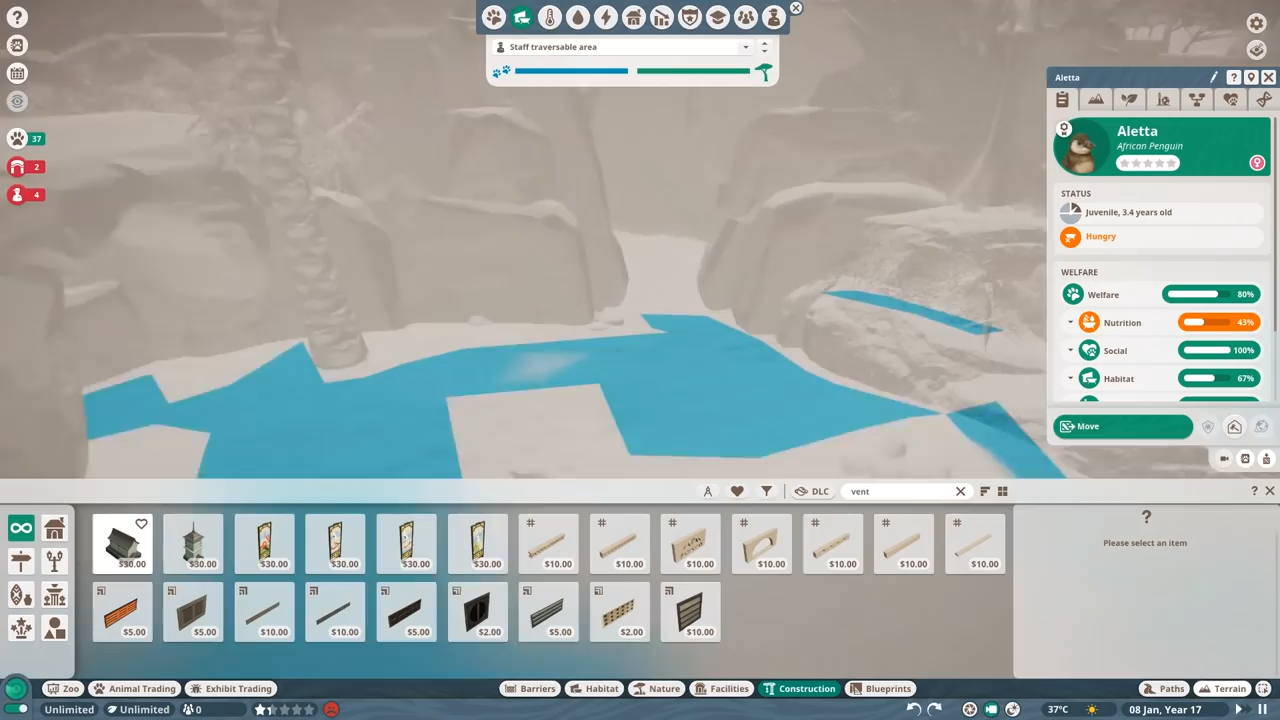 Staff traversable area
37
2
4
Aletta
Aletta
African Penguin
STATUS
Juvenile, 3.4 years old
Hungry
WELFARE
Welfare 80%
Nutrition 43%
Social 100%
Habitat 67%
Move
DLC vent
$30.00 $30.00 $30.00 $30.00 $30.00 $30.00 $10.00 $10.00 $10.00 $10.00 $10.00 $10.00 $10.00
$5.00 $5.00 $10.00 $10.00 $5.00 $2.00 $5.00 $2.00 $10.00
?
Please select an item
Zoo Animal Trading Exhibit Trading Barriers Habitat Nature Facilities Construction Blueprints Paths Terrain
Unlimited Unlimited 0 37°C 08 Jan, Year 17